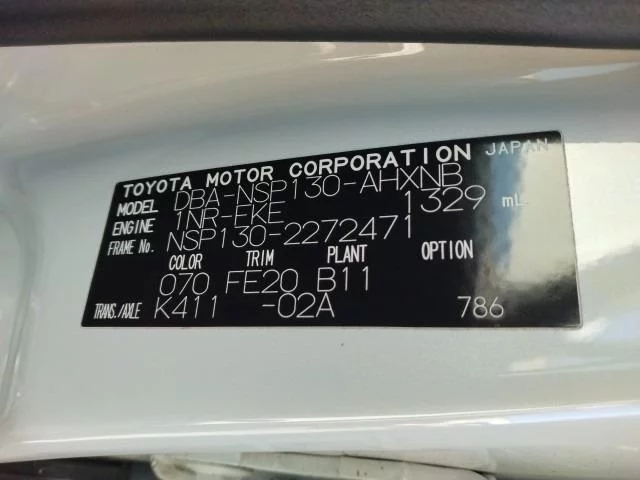 TOYOTA MOTOR CORPORATION JAPAN
MODEL DBA-NSP130-AHXNB
ENGINE 1NR-FKE 1329 mL
FRAME No. NSP130-2272471
COLOR TRIM PLANT OPTION
070 FE20 B11
TRANS./AXLE K411 -02A 786